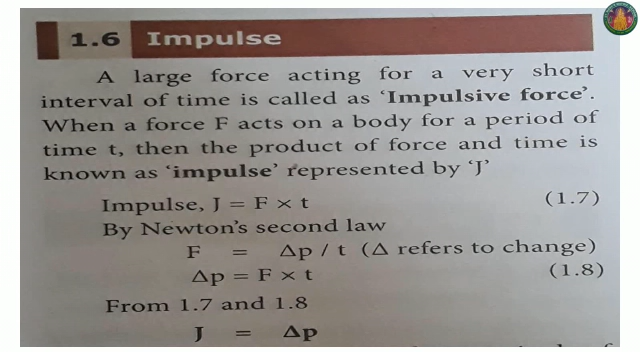 1.6 Impulse
A large force acting for a very short
interval of time is called as ‘Impulsive force’.
When a force F acts on a body for a period of
time t, then the product of force and time is
known as ‘impulse’ represented by ‘J’
Impulse, J = F × t (1.7)
By Newton’s second law
F = Δp / t (Δ refers to change)
Δp = F × t (1.8)
From 1.7 and 1.8
J = Δp